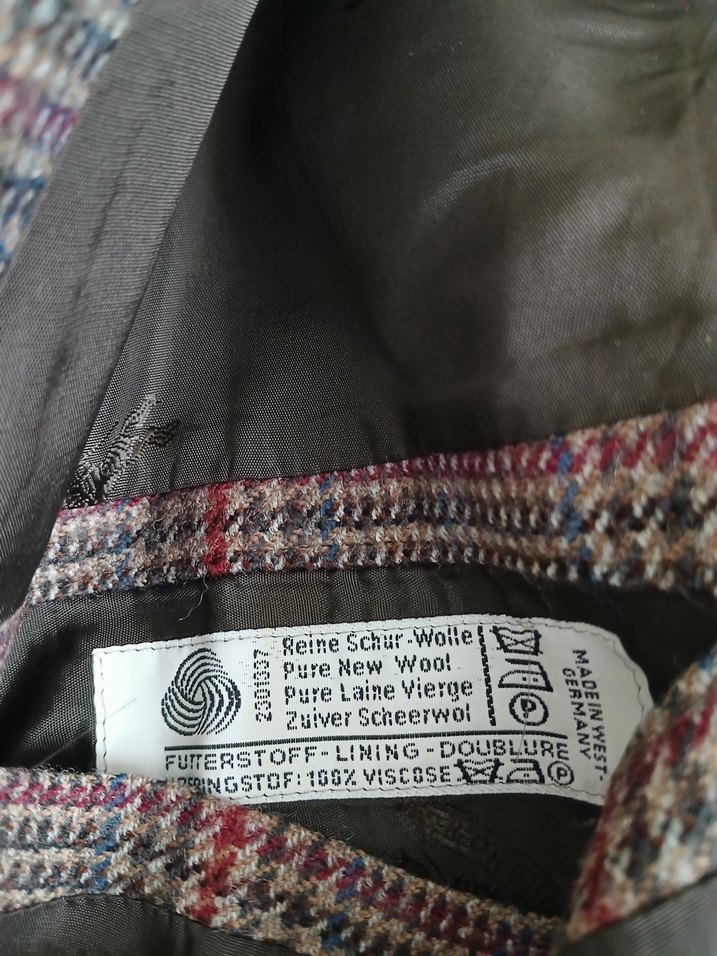 Reine Schur-Wolle
Pure New Wool
Pure Laine Vierge
Zuiver Scheerwol
FUTTERSTOFF-LINING-DOUBLURE
100% VISCOSE
P
P
MADE IN WEST-
GERMANY